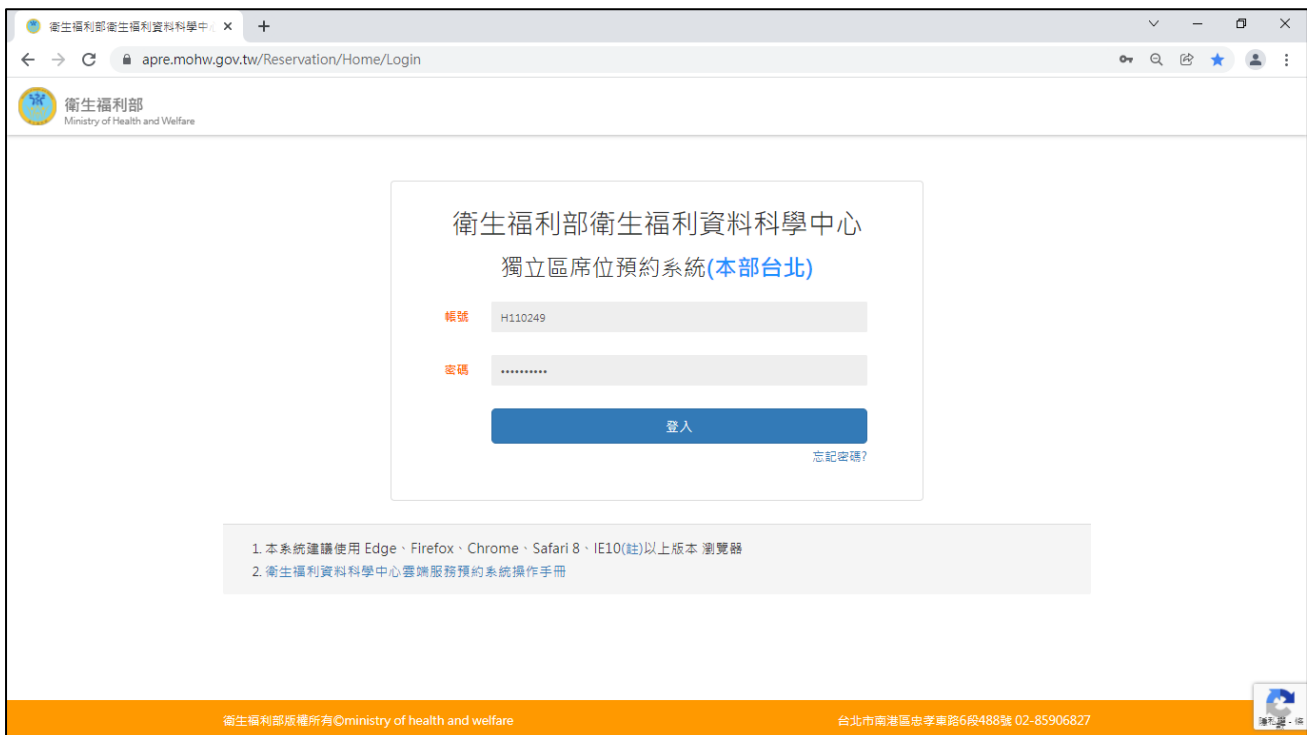 衛生福利部衛生福利資料科學中
apre.mohw.gov.tw/Reservation/Home/Login
衛生福利部
Ministry of Health and Welfare
衛生福利部衛生福利資料科學中心
獨立區席位預約系統(本部台北)
帳號 H110249
密碼 ••••••••••
登入
忘記密碼?
1. 本系統建議使用 Edge、Firefox、Chrome、Safari 8、IE10(註)以上版本 瀏覽器
2. 衛生福利資料科學中心雲端服務預約系統操作手冊
衛生福利部版權所有©ministry of health and welfare 台北市南港區忠孝東路6段488號 02-85906827